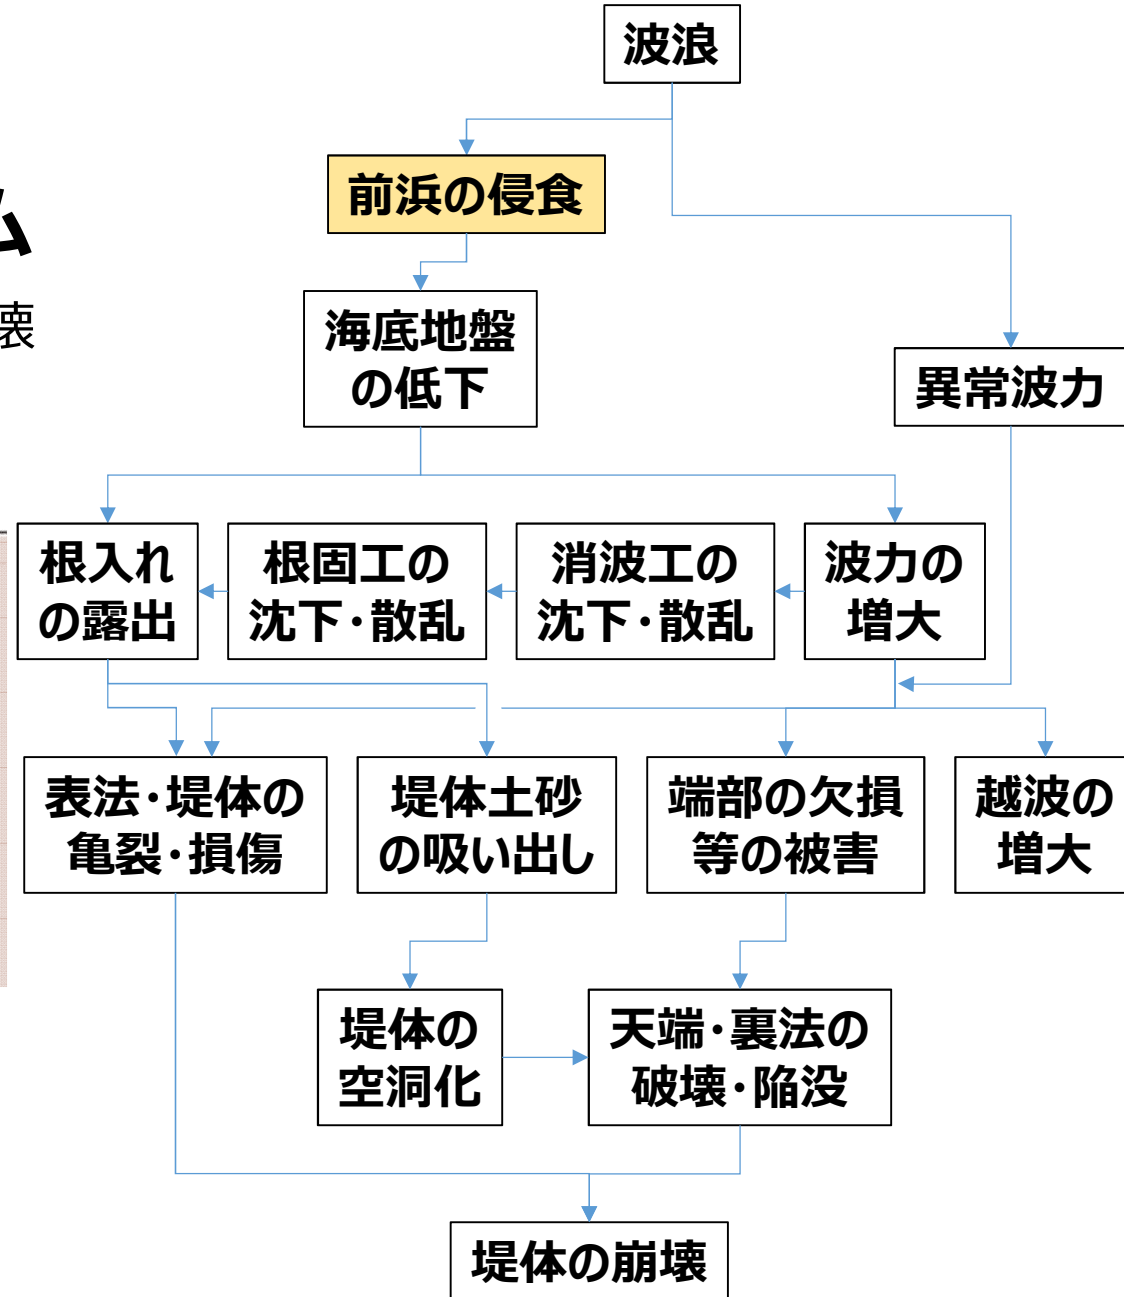 波浪
前浜の侵食
ム
壊
海底地盤
の低下
異常波力
根入れ
の露出
根固工の
沈下・散乱
消波工の
沈下・散乱
波力の
増大
表法・堤体の
亀裂・損傷
堤体土砂
の吸い出し
端部の欠損
等の被害
越波の
増大
堤体の
空洞化
天端・裏法の
破壊・陥没
堤体の崩壊